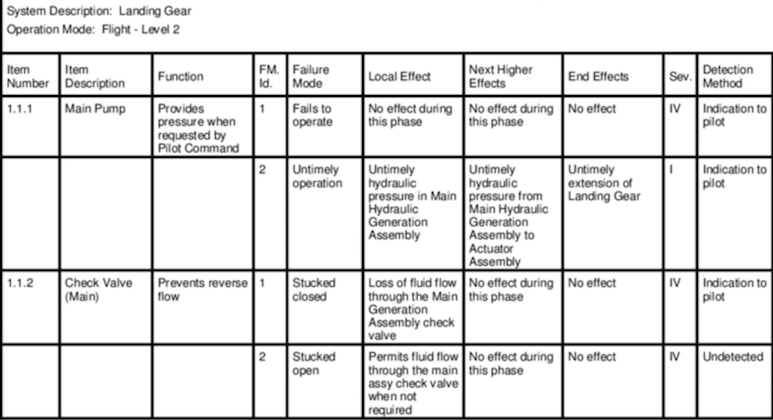 System Description: Landing Gear
Operation Mode: Flight - Level 2
Item Number | Item Description | Function | FM. Id. | Failure Mode | Local Effect | Next Higher Effects | End Effects | Sev. | Detection Method
1.1.1 | Main Pump | Provides pressure when requested by Pilot Command | 1 | Fails to operate | No effect during this phase | No effect during this phase | No effect | IV | Indication to pilot
2 | Untimely operation | Untimely hydraulic pressure in Main Hydraulic Generation Assembly | Untimely hydraulic pressure from Main Hydraulic Generation Assembly to Actuator Assembly | Untimely extension of Landing Gear | I | Indication to pilot
1.1.2 | Check Valve (Main) | Prevents reverse flow | 1 | Stucked closed | Loss of fluid flow through the Main Generation Assembly check valve | No effect during this phase | No effect | IV | Indication to pilot
2 | Stucked open | Permits fluid flow through the main assy check valve when not required | No effect during this phase | No effect | IV | Undetected